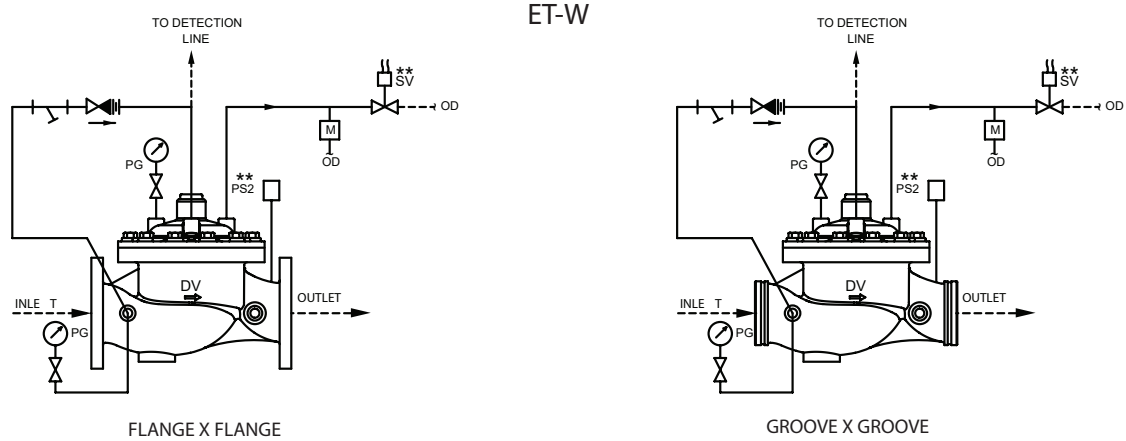 ET-W
TO DETECTION
LINE
**
SV
OD
M
OD
PG
**
PS2
DV
INLE T
OUTLET
PG
FLANGE X FLANGE
TO DETECTION
LINE
**
SV
OD
M
OD
PG
**
PS2
DV
INLE T
OUTLET
PG
GROOVE X GROOVE